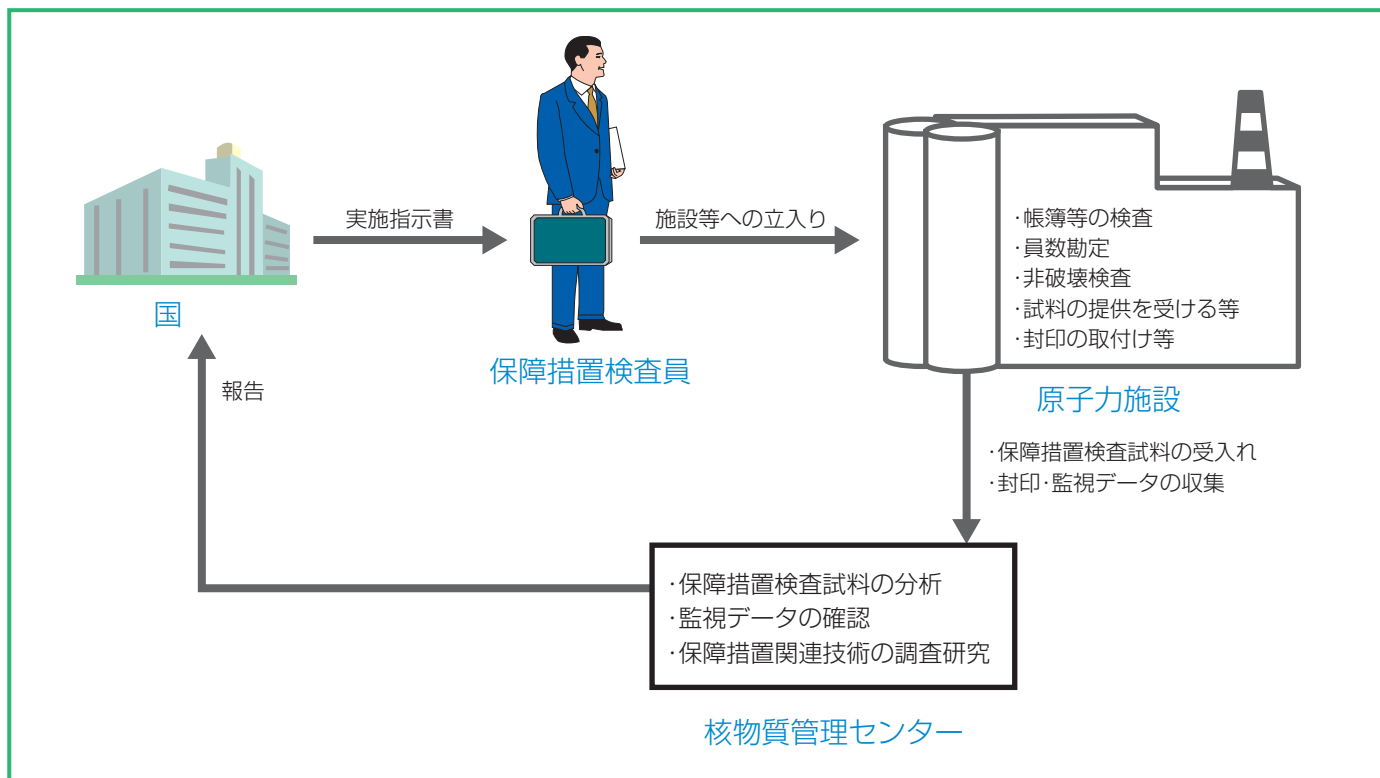 実施指示書
施設等への立入り
国
保障措置検査員
・帳簿等の検査
・員数勘定
・非破壊検査
・試料の提供を受ける等
・封印の取付け等
原子力施設
報告
・保障措置検査試料の受入れ
・封印・監視データの収集
・保障措置検査試料の分析
・監視データの確認
・保障措置関連技術の調査研究
核物質管理センター